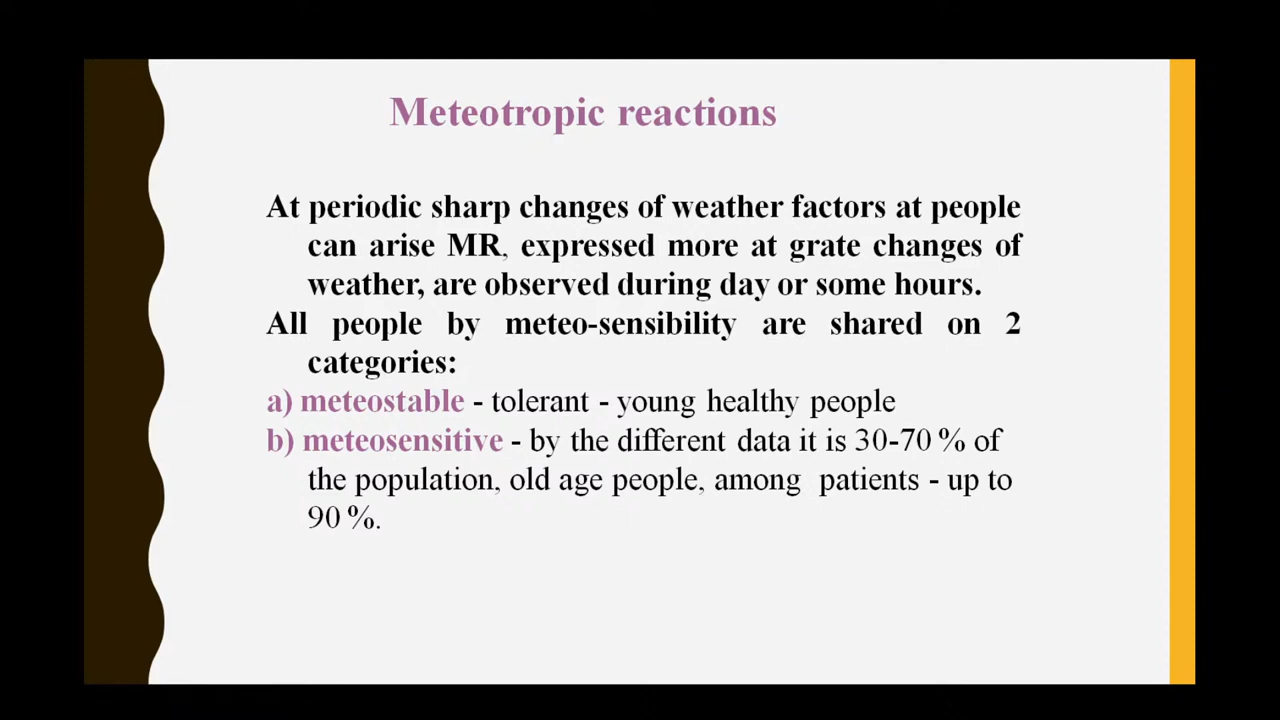 Meteotropic reactions
At periodic sharp changes of weather factors at people
can arise MR, expressed more at grate changes of
weather, are observed during day or some hours.
All people by meteo-sensibility are shared on 2
categories:
a) meteostable - tolerant - young healthy people
b) meteosensitive - by the different data it is 30-70 % of
the population, old age people, among patients - up to
90 %.